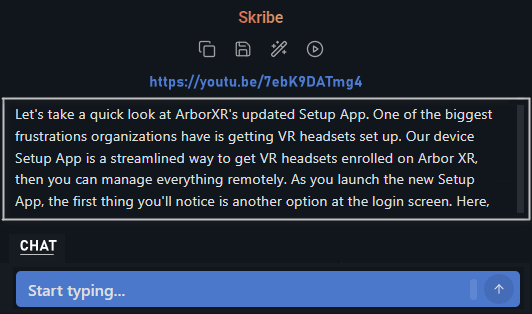 Skribe
https://youtu.be/7ebK9DATmg4
Let's take a quick look at ArborXR's updated Setup App. One of the biggest
frustrations organizations have is getting VR headsets set up. Our device
Setup App is a streamlined way to get VR headsets enrolled on Arbor XR,
then you can manage everything remotely. As you launch the new Setup
App, the first thing you'll notice is another option at the login screen. Here,
CHAT
Start typing...